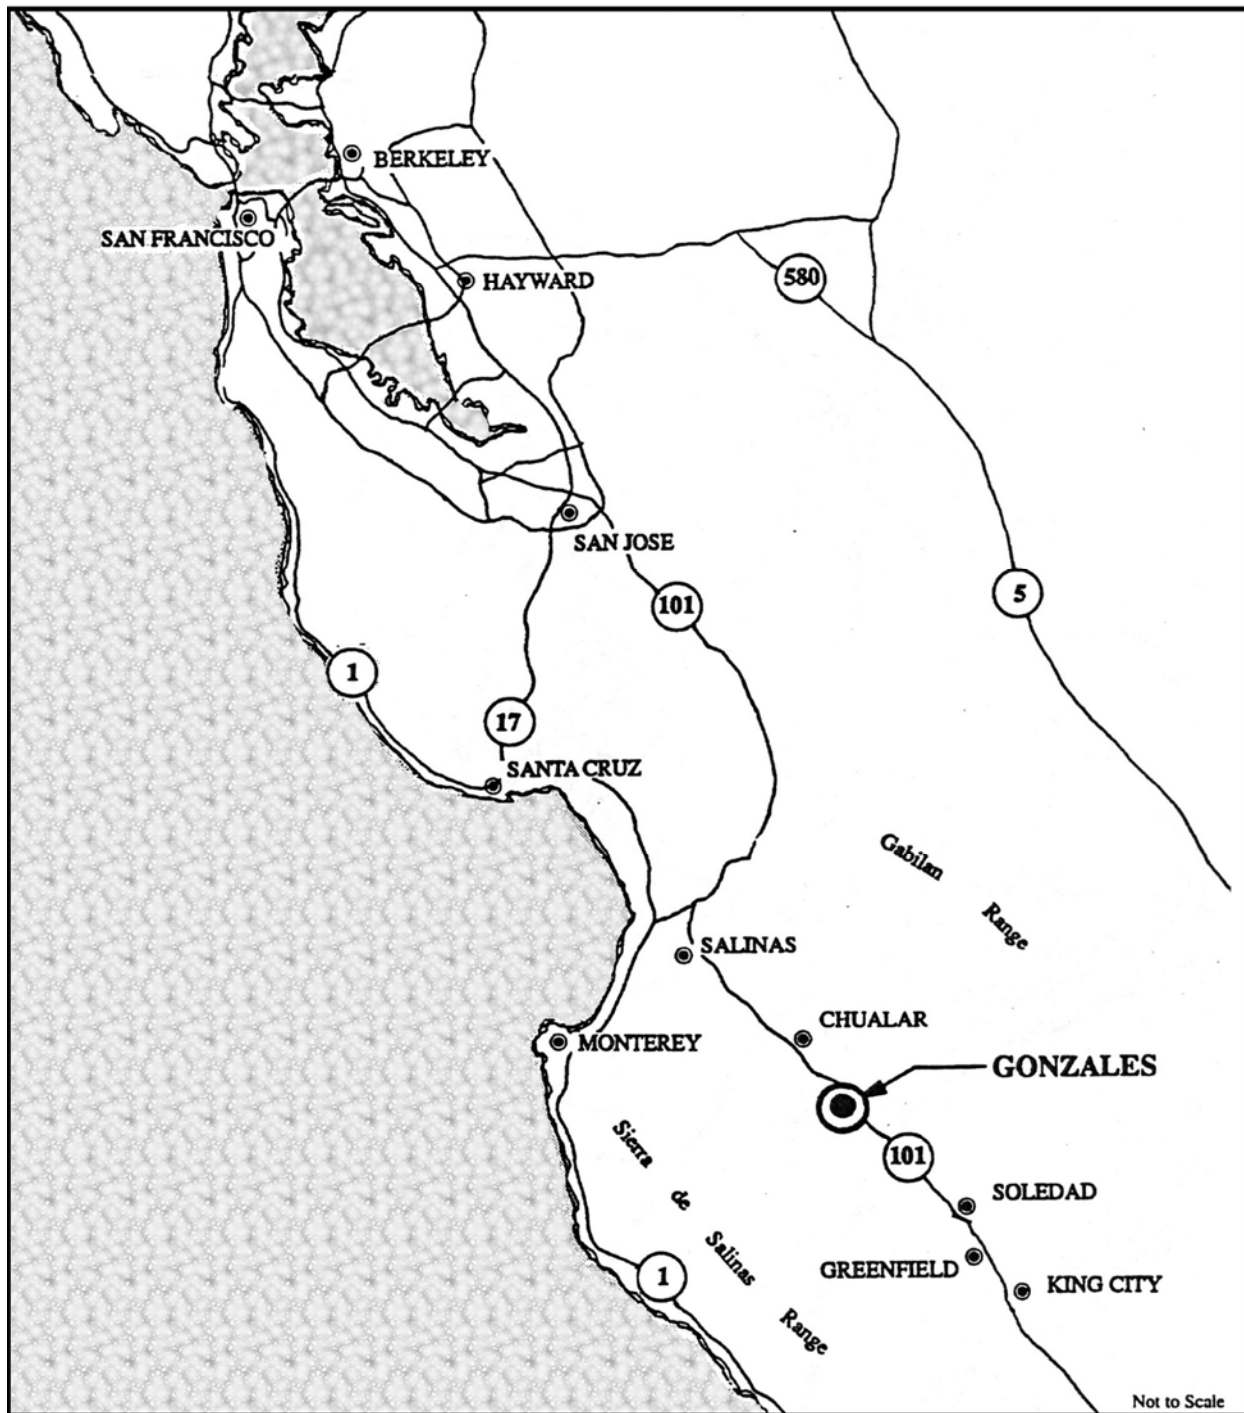 BERKELEY
SAN FRANCISCO
HAYWARD
580
SAN JOSE
5
101
1
17
SANTA CRUZ
Gabilan
Range
SALINAS
CHUALAR
MONTEREY
GONZALES
Sierra
de
Salinas
Range
101
SOLEDAD
GREENFIELD
1
KING CITY
Not to Scale